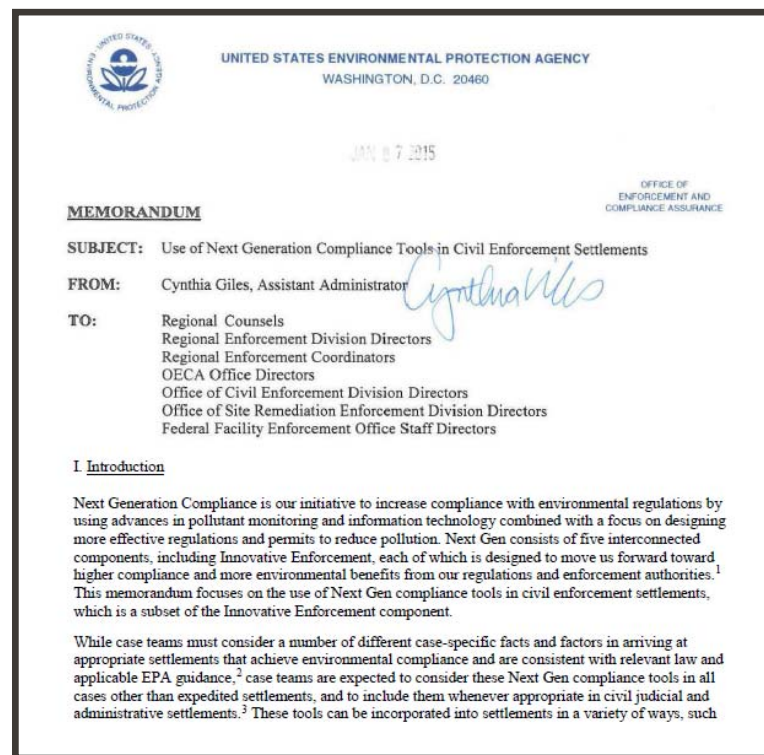 UNITED STATES
ENVIRONMENTAL PROTECTION AGENCY
UNITED STATES ENVIRONMENTAL PROTECTION AGENCY
WASHINGTON, D.C. 20460
JAN 07 2015
OFFICE OF
ENFORCEMENT AND
COMPLIANCE ASSURANCE
MEMORANDUM
SUBJECT: Use of Next Generation Compliance Tools in Civil Enforcement Settlements
FROM: Cynthia Giles, Assistant Administrator
Cynthia Giles
TO: Regional Counsels
Regional Enforcement Division Directors
Regional Enforcement Coordinators
OECA Office Directors
Office of Civil Enforcement Division Directors
Office of Site Remediation Enforcement Division Directors
Federal Facility Enforcement Office Staff Directors
I. Introduction
Next Generation Compliance is our initiative to increase compliance with environmental regulations by
using advances in pollutant monitoring and information technology combined with a focus on designing
more effective regulations and permits to reduce pollution. Next Gen consists of five interconnected
components, including Innovative Enforcement, each of which is designed to move us forward toward
higher compliance and more environmental benefits from our regulations and enforcement authorities.1
This memorandum focuses on the use of Next Gen compliance tools in civil enforcement settlements,
which is a subset of the Innovative Enforcement component.
While case teams must consider a number of different case-specific facts and factors in arriving at
appropriate settlements that achieve environmental compliance and are consistent with relevant law and
applicable EPA guidance,2 case teams are expected to consider these Next Gen compliance tools in all
cases other than expedited settlements, and to include them whenever appropriate in civil judicial and
administrative settlements.3 These tools can be incorporated into settlements in a variety of ways, such